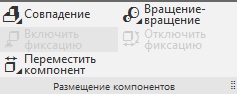 Совпадение
Вращение-
вращение
Включить
фиксацию
Отключить
фиксацию
Переместить
компонент
Размещение компонентов